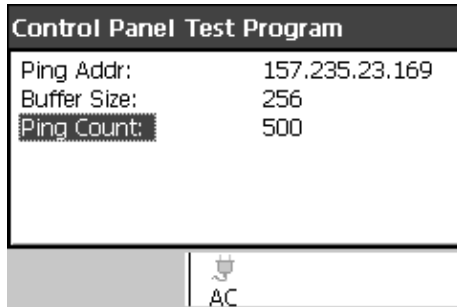 Control Panel Test Program
Ping Addr: 157.235.23.169
Buffer Size: 256
Ping Count: 500
AC